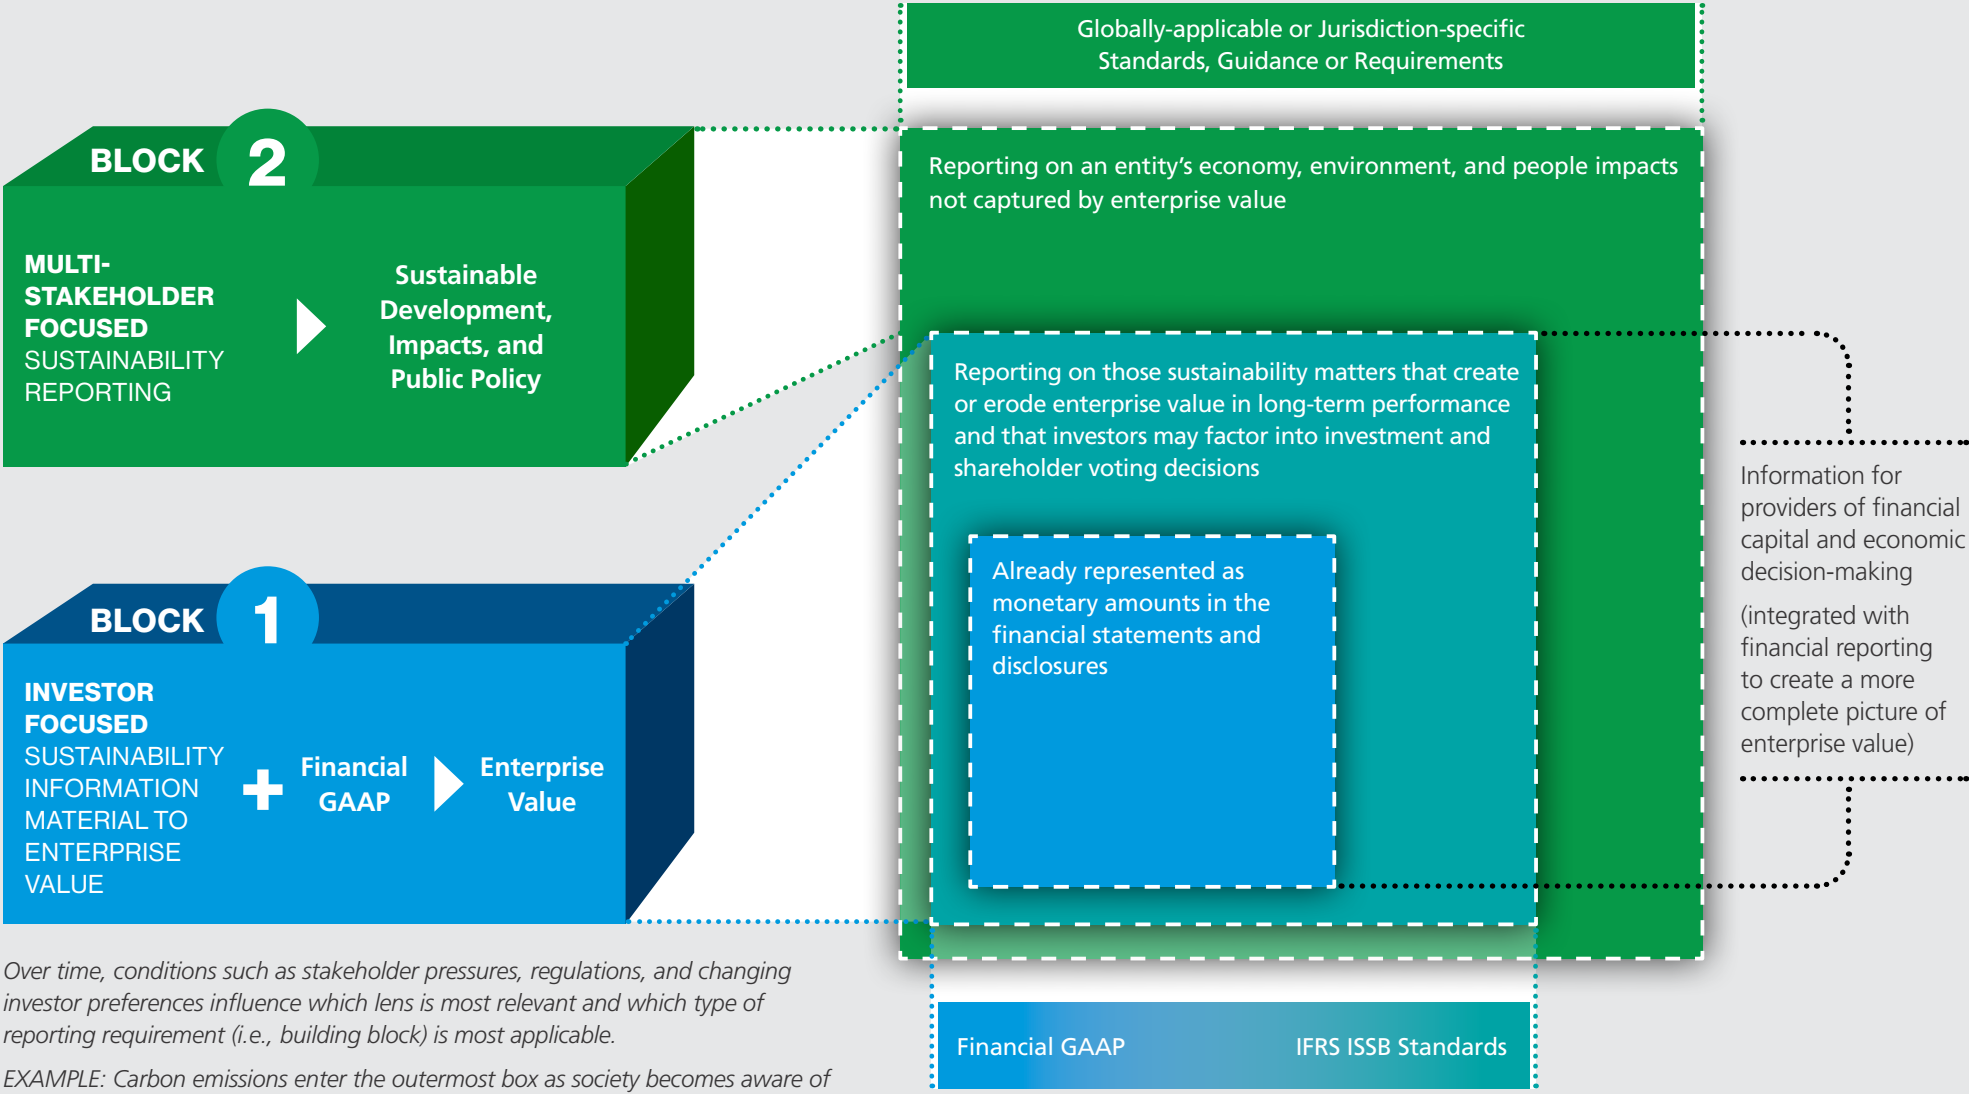 Globally-applicable or Jurisdiction-specific
Standards, Guidance or Requirements
BLOCK 2
MULTI-
STAKEHOLDER
FOCUSED
SUSTAINABILITY
REPORTING
Sustainable
Development,
Impacts, and
Public Policy
Reporting on an entity’s economy, environment, and people impacts
not captured by enterprise value
Reporting on those sustainability matters that create
or erode enterprise value in long-term performance
and that investors may factor into investment and
shareholder voting decisions
Already represented as
monetary amounts in the
financial statements and
disclosures
Information for
providers of financial
capital and economic
decision-making
(integrated with
financial reporting
to create a more
complete picture of
enterprise value)
BLOCK 1
INVESTOR
FOCUSED
SUSTAINABILITY
INFORMATION
MATERIAL TO
ENTERPRISE
VALUE
+
Financial
GAAP
Enterprise
Value
Over time, conditions such as stakeholder pressures, regulations, and changing
investor preferences influence which lens is most relevant and which type of
reporting requirement (i.e., building block) is most applicable.
EXAMPLE: Carbon emissions enter the outermost box as society becomes aware of
Financial GAAP
IFRS ISSB Standards